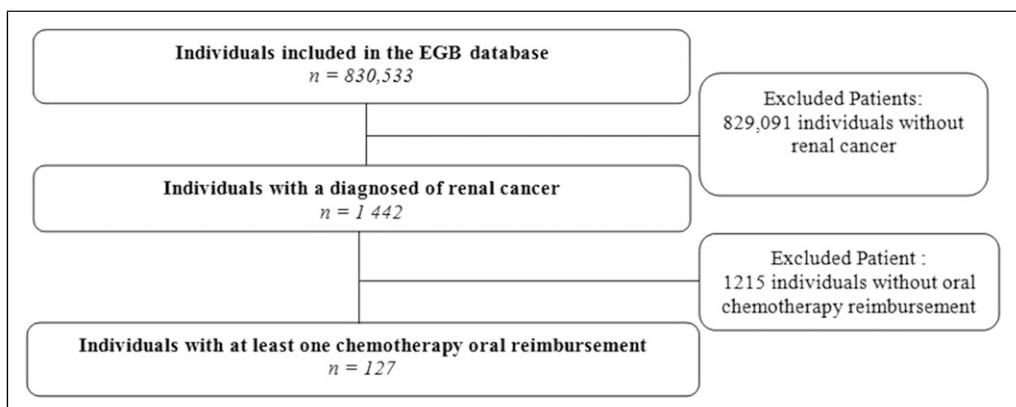 Individuals included in the EGB database
n = 830,533
Excluded Patients:
829,091 individuals without
renal cancer
Individuals with a diagnosed of renal cancer
n = 1 442
Excluded Patient :
1215 individuals without oral
chemotherapy reimbursement
Individuals with at least one chemotherapy oral reimbursement
n = 127